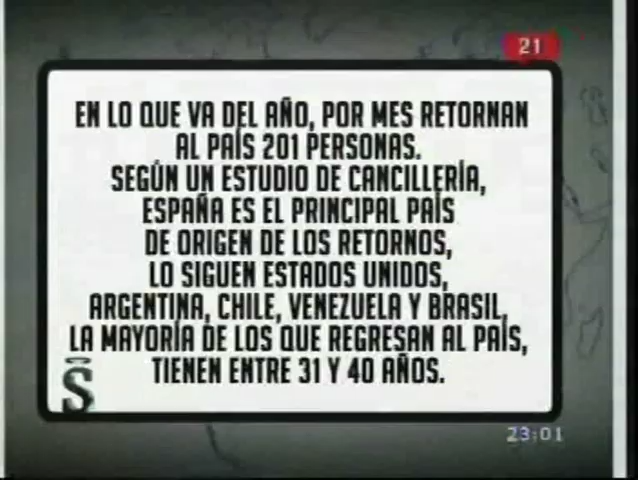 21
EN LO QUE VA DEL AÑO, POR MES RETORNAN
AL PAÍS 201 PERSONAS.
SEGÚN UN ESTUDIO DE CANCILLERÍA,
ESPAÑA ES EL PRINCIPAL PAÍS
DE ORIGEN DE LOS RETORNOS,
LO SIGUEN ESTADOS UNIDOS,
ARGENTINA, CHILE, VENEZUELA Y BRASIL,
LA MAYORÍA DE LOS QUE REGRESAN AL PAÍS,
TIENEN ENTRE 31 Y 40 AÑOS.
S
23:01